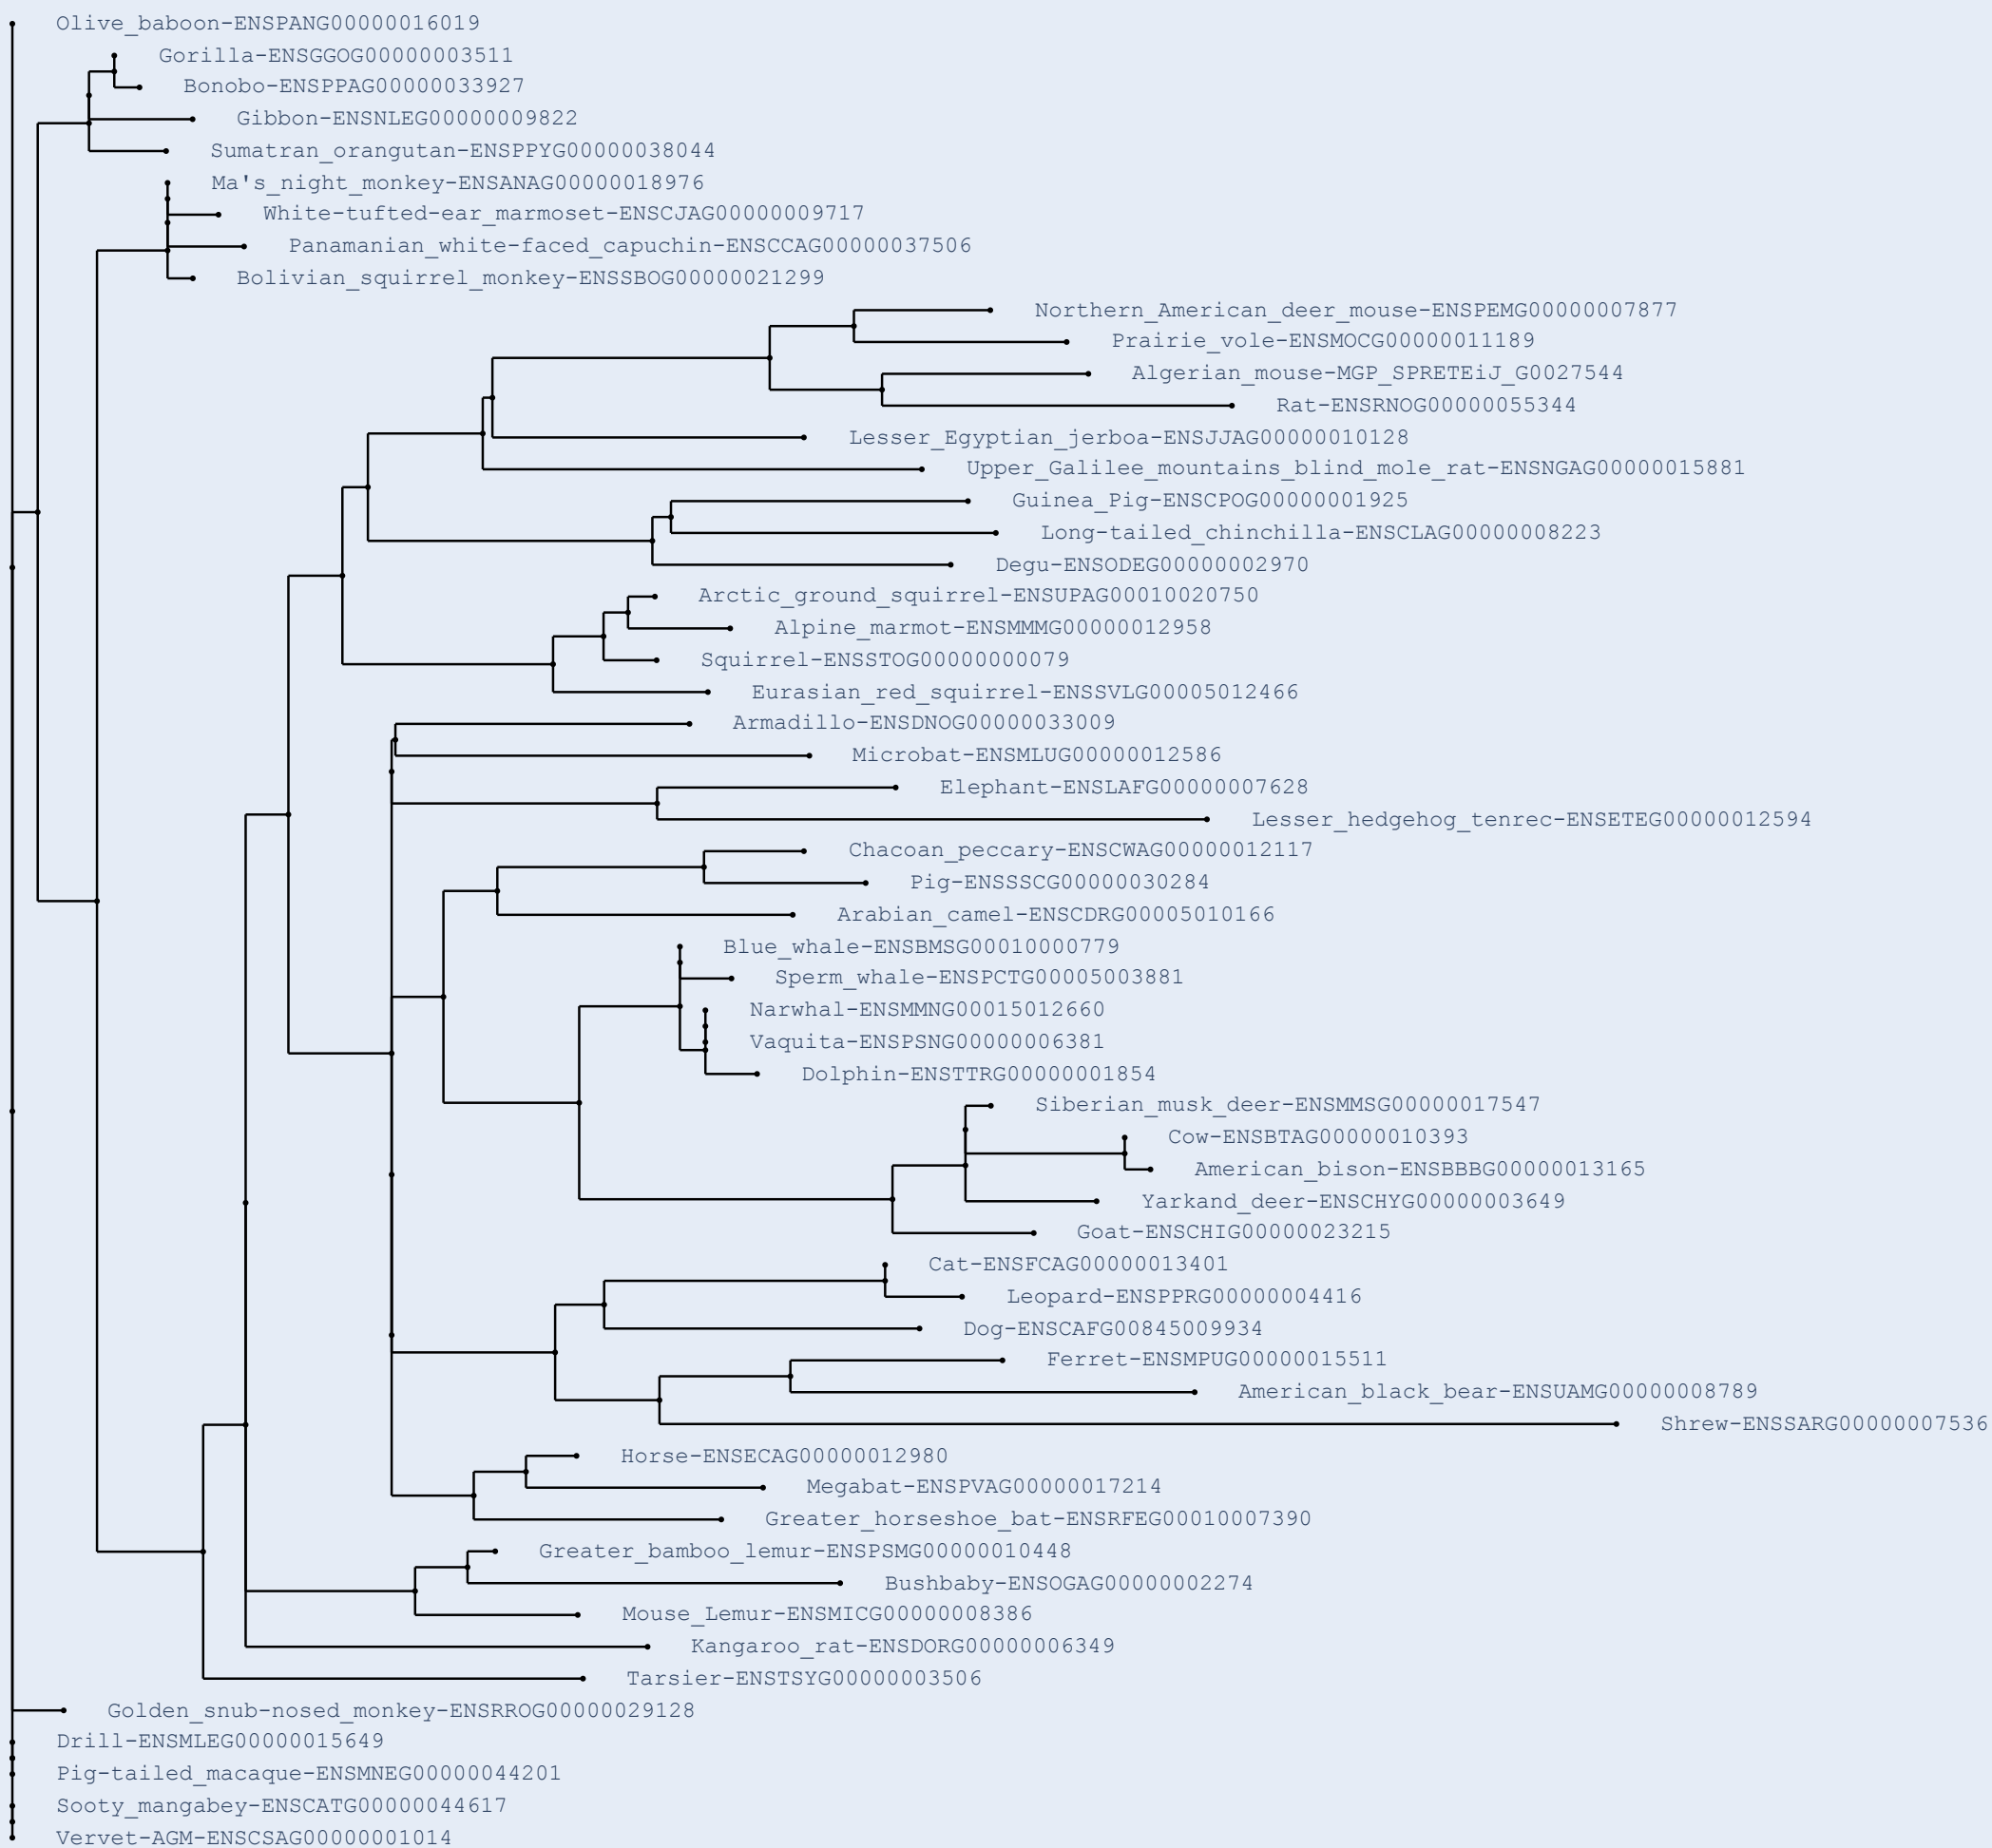 Olive_baboon-ENSPANG00000016019
Gorilla-ENSGGOG00000003511
Bonobo-ENSPPAG00000033927
Gibbon-ENSNLEG00000009822
Sumatran_orangutan-ENSPPYG00000038044
Ma's_night_monkey-ENSANAG00000018976
White-tufted-ear_marmoset-ENSCJAG00000009717
Panamanian_white-faced_capuchin-ENSCCAG00000037506
Bolivian_squirrel_monkey-ENSSBOG00000021299
Northern_American_deer_mouse-ENSPEMG00000007877
Prairie_vole-ENSMOCG00000011189
Algerian_mouse-MGP_SPRETEiJ_G0027544
Rat-ENSRNOG00000055344
Lesser_Egyptian_jerboa-ENSJJAG00000010128
Upper_Galilee_mountains_blind_mole_rat-ENSNGAG00000015881
Guinea_Pig-ENSCPOG00000001925
Long-tailed_chinchilla-ENSCLAG00000008223
Degu-ENSODEG00000002970
Arctic_ground_squirrel-ENSUPAG00010020750
Alpine_marmot-ENSMMMG00000012958
Squirrel-ENSSTOG00000000079
Eurasian_red_squirrel-ENSSVLG00005012466
Armadillo-ENSDNOG00000033009
Microbat-ENSMLUG00000012586
Elephant-ENSLAFG00000007628
Lesser_hedgehog_tenrec-ENSETEG00000012594
Chacoan_peccary-ENSCWAG00000012117
Pig-ENSSSCG00000030284
Arabian_camel-ENSCDRG00005010166
Blue_whale-ENSBMSG00010000779
Sperm_whale-ENSPCTG00005003881
Narwhal-ENSMMNG00015012660
Vaquita-ENSPSNG00000006381
Dolphin-ENSTTRG00000001854
Siberian_musk_deer-ENSMMSG00000017547
Cow-ENSBTAG00000010393
American_bison-ENSBBBG00000013165
Yarkand_deer-ENSCHYG00000003649
Goat-ENSCHIG00000023215
Cat-ENSFCAG00000013401
Leopard-ENSPPRG00000004416
Dog-ENSCAFG00845009934
Ferret-ENSMPUG00000015511
American_black_bear-ENSUAMG00000008789
Shrew-ENSSARG00000007536
Horse-ENSECAG00000012980
Megabat-ENSPVAG00000017214
Greater_horseshoe_bat-ENSRFEG00010007390
Greater_bamboo_lemur-ENSPSMG00000010448
Bushbaby-ENSOGAG00000002274
Mouse_Lemur-ENSMICG00000008386
Kangaroo_rat-ENSDORG00000006349
Tarsier-ENSTSYG00000003506
Golden_snub-nosed_monkey-ENSRROG00000029128
Drill-ENSMLEG00000015649
Pig-tailed_macaque-ENSMNEG00000044201
Sooty_mangabey-ENSCATG00000044617
Vervet-AGM-ENSCSAG00000001014